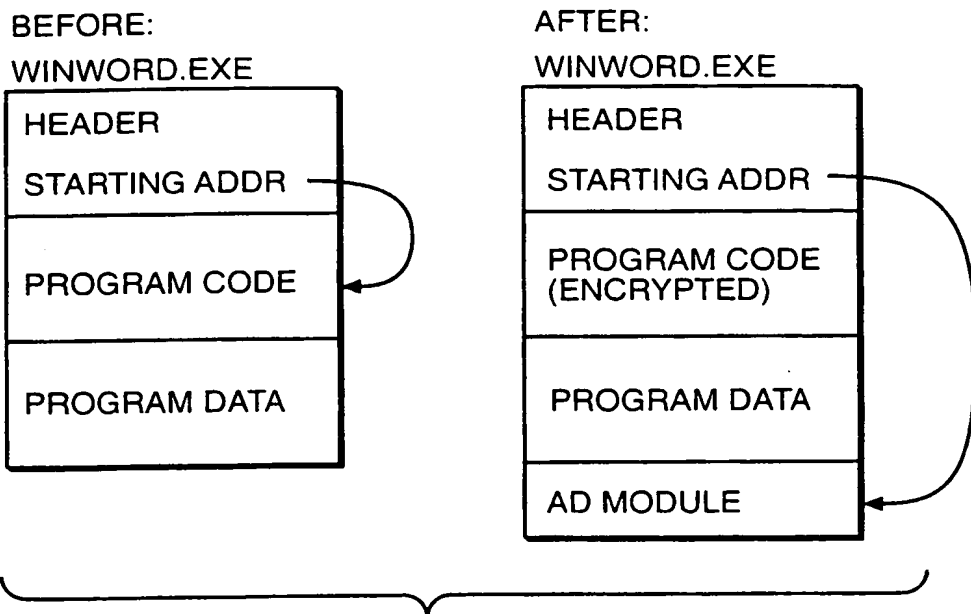 BEFORE:
WINWORD.EXE
HEADER
STARTING ADDR
PROGRAM CODE
PROGRAM DATA
AFTER:
WINWORD.EXE
HEADER
STARTING ADDR
PROGRAM CODE
(ENCRYPTED)
PROGRAM DATA
AD MODULE